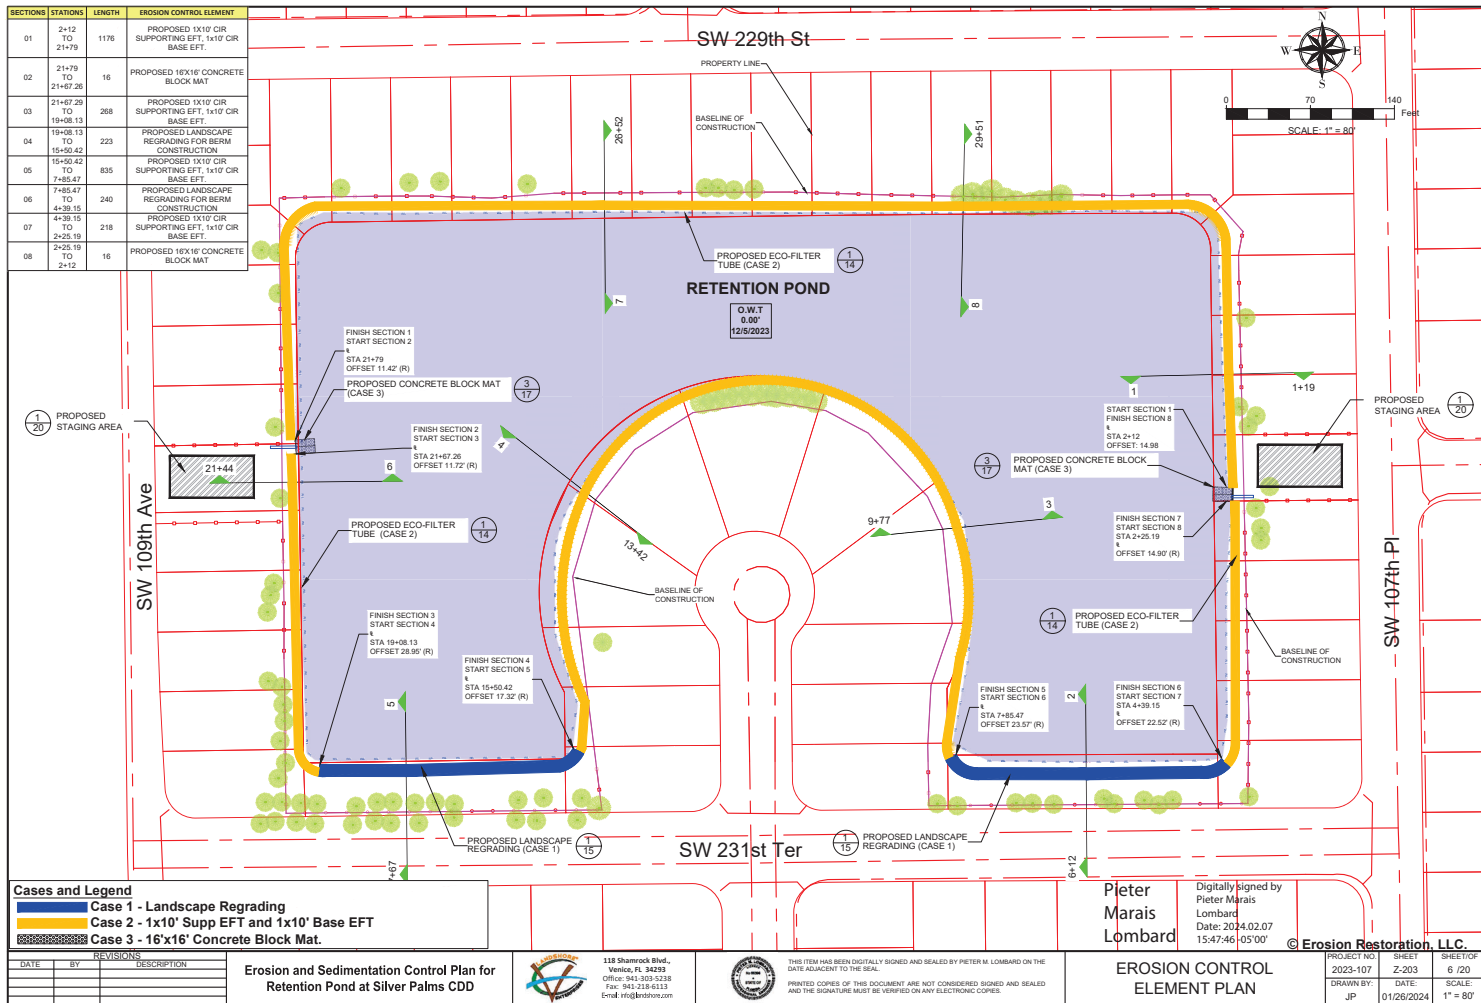 SECTIONS STATIONS LENGTH EROSION CONTROL ELEMENT
01 2+12 TO 21+79 1176 PROPOSED 1X10' CIR SUPPORTING EFT, 1x10' CIR BASE EFT.
02 21+79 TO 21+67.26 16 PROPOSED 16'X16' CONCRETE BLOCK MAT
03 21+67.29 TO 19+08.13 268 PROPOSED 1X10' CIR SUPPORTING EFT, 1x10' CIR BASE EFT.
04 19+08.13 TO 15+50.42 223 PROPOSED LANDSCAPE REGRADING FOR BERM CONSTRUCTION
05 15+50.42 TO 7+85.47 835 PROPOSED 1X10' CIR SUPPORTING EFT, 1x10' CIR BASE EFT.
06 7+85.47 TO 4+39.15 240 PROPOSED LANDSCAPE REGRADING FOR BERM CONSTRUCTION
07 4+39.15 TO 2+25.19 218 PROPOSED 1X10' CIR SUPPORTING EFT, 1x10' CIR BASE EFT.
08 2+25.19 TO 2+12 16 PROPOSED 16'X16' CONCRETE BLOCK MAT
SW 229th St
PROPERTY LINE
BASELINE OF
CONSTRUCTION
26+52
29+51
N
W E
S
0 70 140
Feet
SCALE: 1" = 80'
PROPOSED ECO-FILTER
TUBE (CASE 2)
1
14
RETENTION POND
O.W.T
0.00'
12/5/2023
7
8
FINISH SECTION 1
START SECTION 2
℄
STA 21+79
OFFSET 11.42' (R)
PROPOSED CONCRETE BLOCK MAT
(CASE 3)
3
17
1
20
PROPOSED
STAGING AREA
21+44
6
FINISH SECTION 2
START SECTION 3
℄
STA 21+67.26
OFFSET 11.72' (R)
4
13+42
1
1+19
START SECTION 1
FINISH SECTION 8
℄
STA 2+12
OFFSET: 14.98
3
17
PROPOSED CONCRETE BLOCK
MAT (CASE 3)
PROPOSED
STAGING AREA
1
20
SW 109th Ave
PROPOSED ECO-FILTER
TUBE (CASE 2)
1
14
9+77
3
FINISH SECTION 7
START SECTION 8
STA 2+25.19
℄
OFFSET 14.90' (R)
SW 107th Pl
BASELINE OF
CONSTRUCTION
1
14
PROPOSED ECO-FILTER
TUBE (CASE 2)
BASELINE OF
CONSTRUCTION
FINISH SECTION 3
START SECTION 4
℄
STA 19+08.13
OFFSET 28.95' (R)
FINISH SECTION 4
START SECTION 5
℄
STA 15+50.42
OFFSET 17.32' (R)
5
FINISH SECTION 5
START SECTION 6
℄
STA 7+85.47
OFFSET 23.57' (R)
2
FINISH SECTION 6
START SECTION 7
STA 4+39.15
℄
OFFSET 22.52' (R)
PROPOSED LANDSCAPE
REGRADING (CASE 1)
1
15
SW 231st Ter
1
15
PROPOSED LANDSCAPE
REGRADING (CASE 1)
+67
6+12
Cases and Legend
Case 1 - Landscape Regrading
Case 2 - 1x10' Supp EFT and 1x10' Base EFT
Case 3 - 16'x16' Concrete Block Mat.
Pieter
Marais
Lombard
Digitally signed by
Pieter Marais
Lombard
Date: 2024.02.07
15:47:46 -05'00'
© Erosion Restoration, LLC.
REVISIONS
DATE BY DESCRIPTION
Erosion and Sedimentation Control Plan for
Retention Pond at Silver Palms CDD
LANDSHORE
ENTERPRISES
118 Shamrock Blvd.,
Venice, FL 34293
Office: 941-303-5238
Fax: 941-218-6113
E-mail: info@landshore.com
THIS ITEM HAS BEEN DIGITALLY SIGNED AND SEALED BY PIETER M. LOMBARD ON THE
DATE ADJACENT TO THE SEAL.
PRINTED COPIES OF THIS DOCUMENT ARE NOT CONSIDERED SIGNED AND SEALED
AND THE SIGNATURE MUST BE VERIFIED ON ANY ELECTRONIC COPIES.
EROSION CONTROL
ELEMENT PLAN
PROJECT NO. SHEET SHEET/OF
2023-107 Z-203 6 /20
DRAWN BY: DATE: SCALE:
JP 01/26/2024 1" = 80'